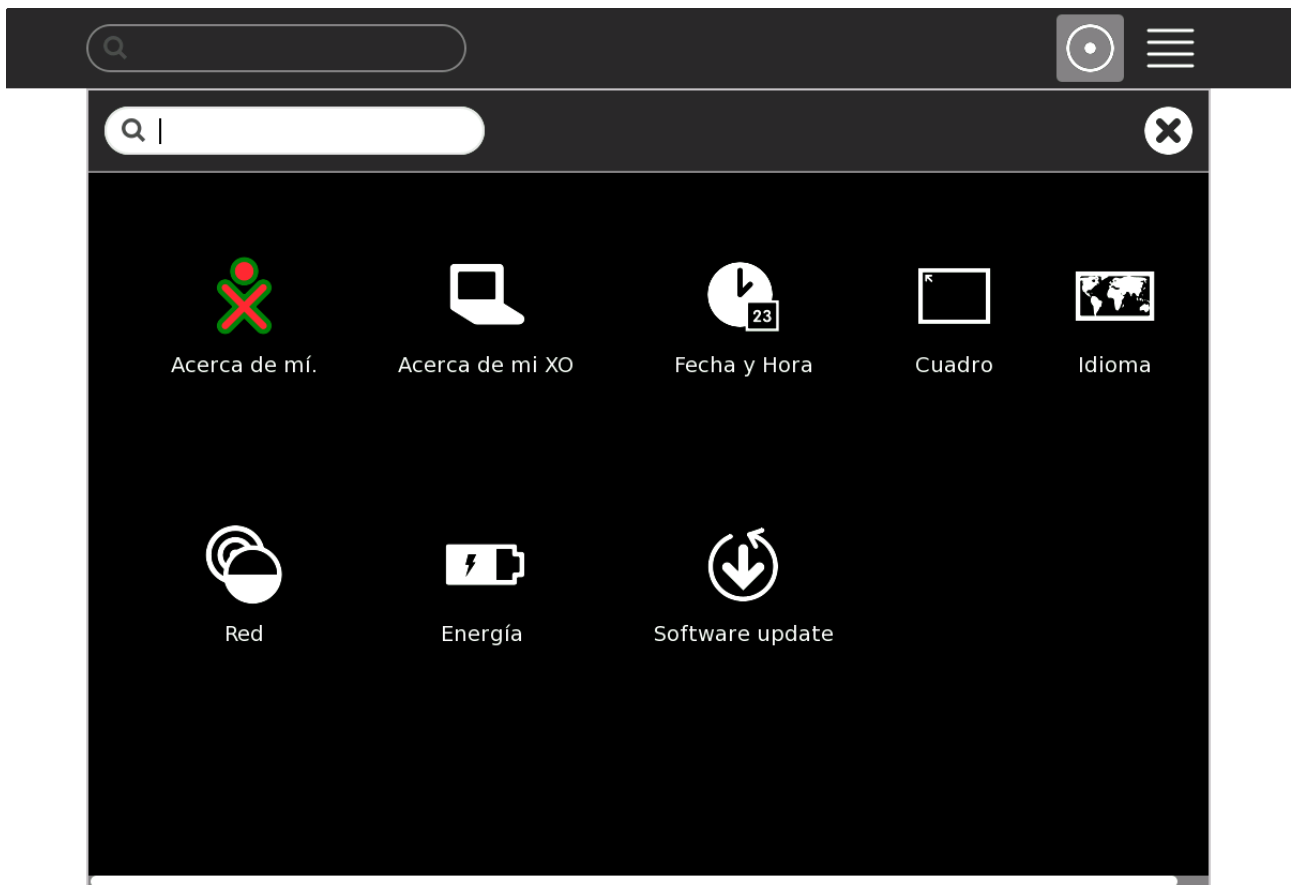 Acerca de mí.
Acerca de mi XO
23
Fecha y Hora
Cuadro
Idioma
Red
Energía
Software update